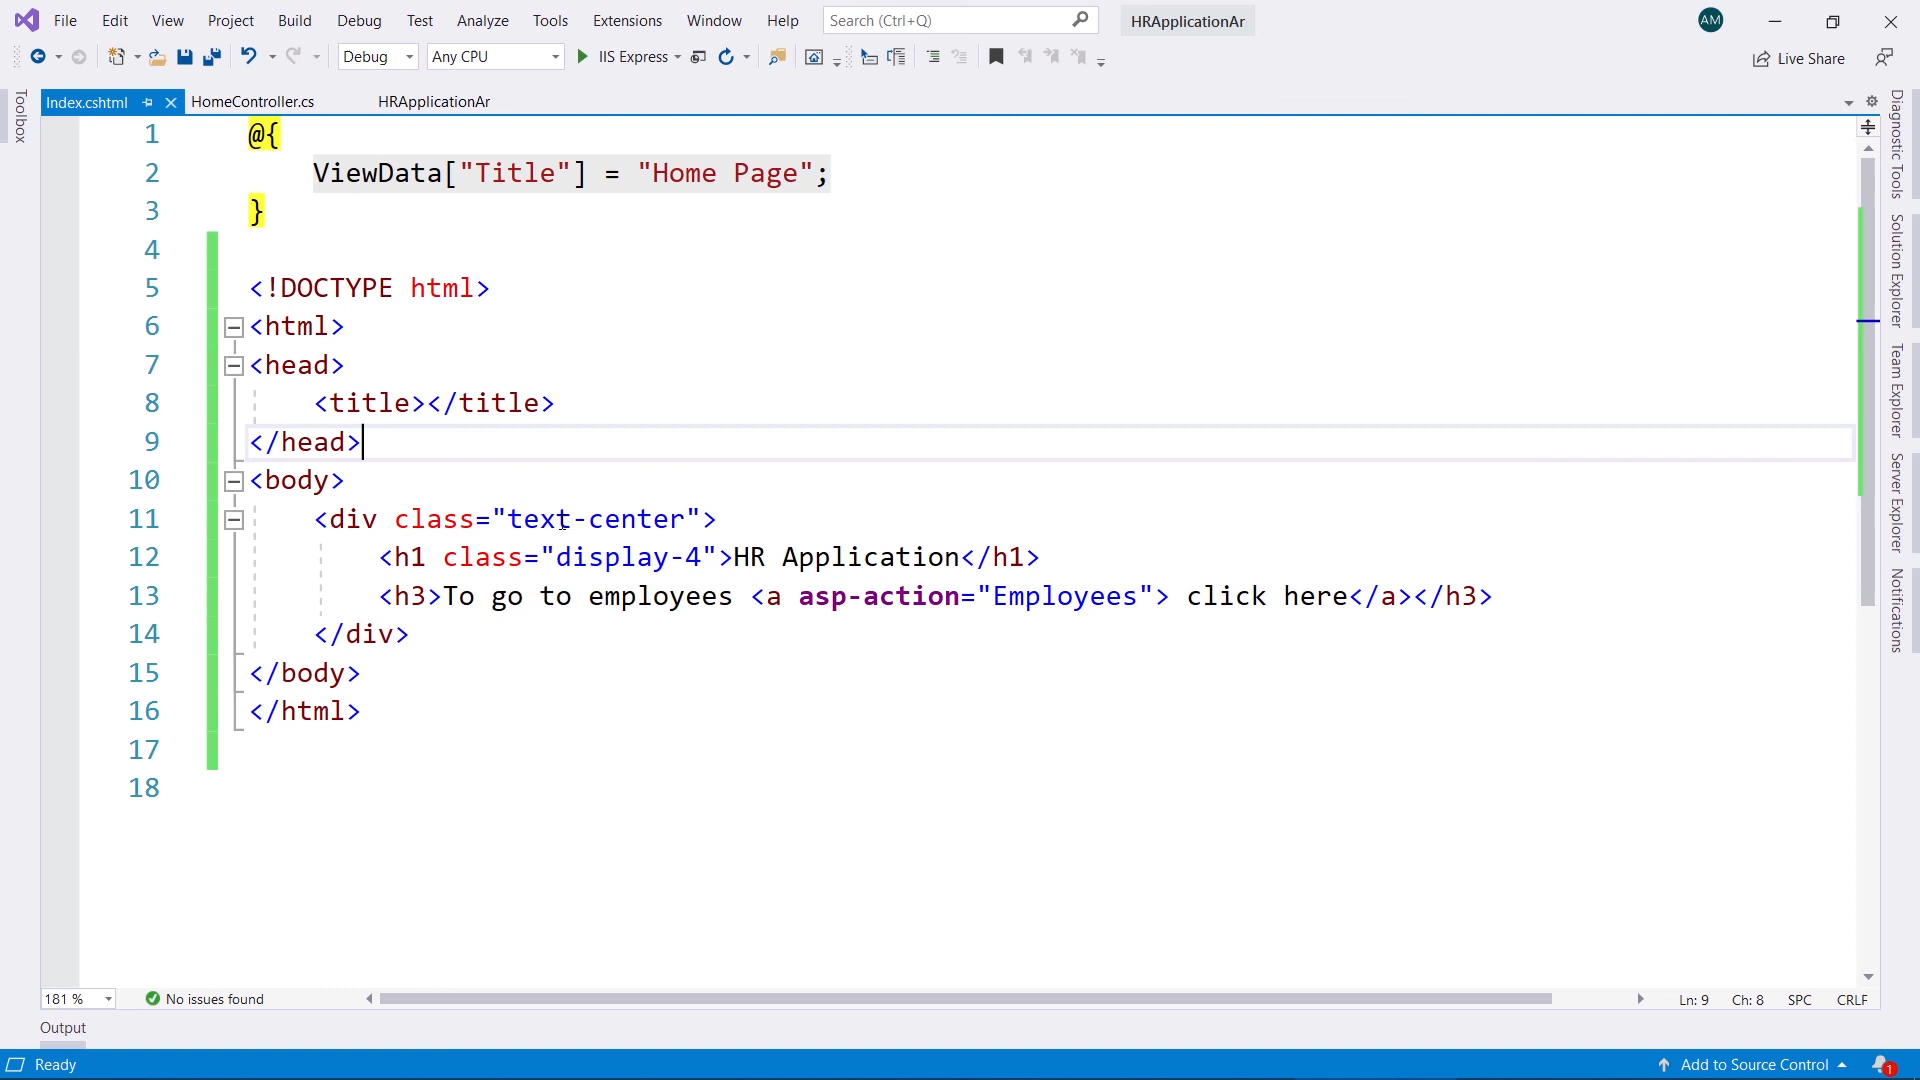 File Edit View Project Build Debug Test Analyze Tools Extensions Window Help Search (Ctrl+Q) HRApplicationAr AM
Debug Any CPU IIS Express Live Share
Index.cshtml HomeController.cs HRApplicationAr
Toolbox
1 @{
2 ViewData["Title"] = "Home Page";
3 }
4
5 <!DOCTYPE html>
6 <html>
7 <head>
8 <title></title>
9 </head>
10 <body>
11 <div class="text-center">
12 <h1 class="display-4">HR Application</h1>
13 <h3>To go to employees <a asp-action="Employees"> click here</a></h3>
14 </div>
15 </body>
16 </html>
17
18
Diagnostic Tools
Solution Explorer
Team Explorer
Server Explorer
Notifications
181 % No issues found Ln: 9 Ch: 8 SPC CRLF
Output
Ready Add to Source Control 1